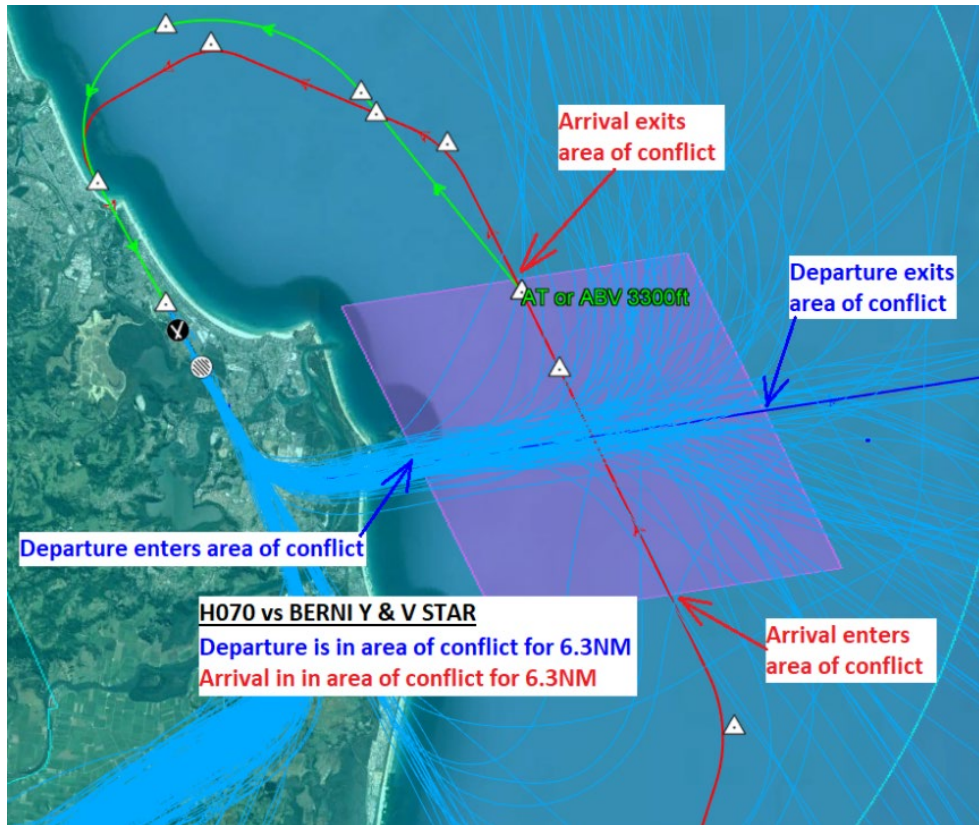 Arrival exits
area of conflict
Departure exits
area of conflict
AT or ABV 3300ft
Departure enters area of conflict
H070 vs BERNI Y & V STAR
Departure is in area of conflict for 6.3NM
Arrival in in area of conflict for 6.3NM
Arrival enters
area of conflict